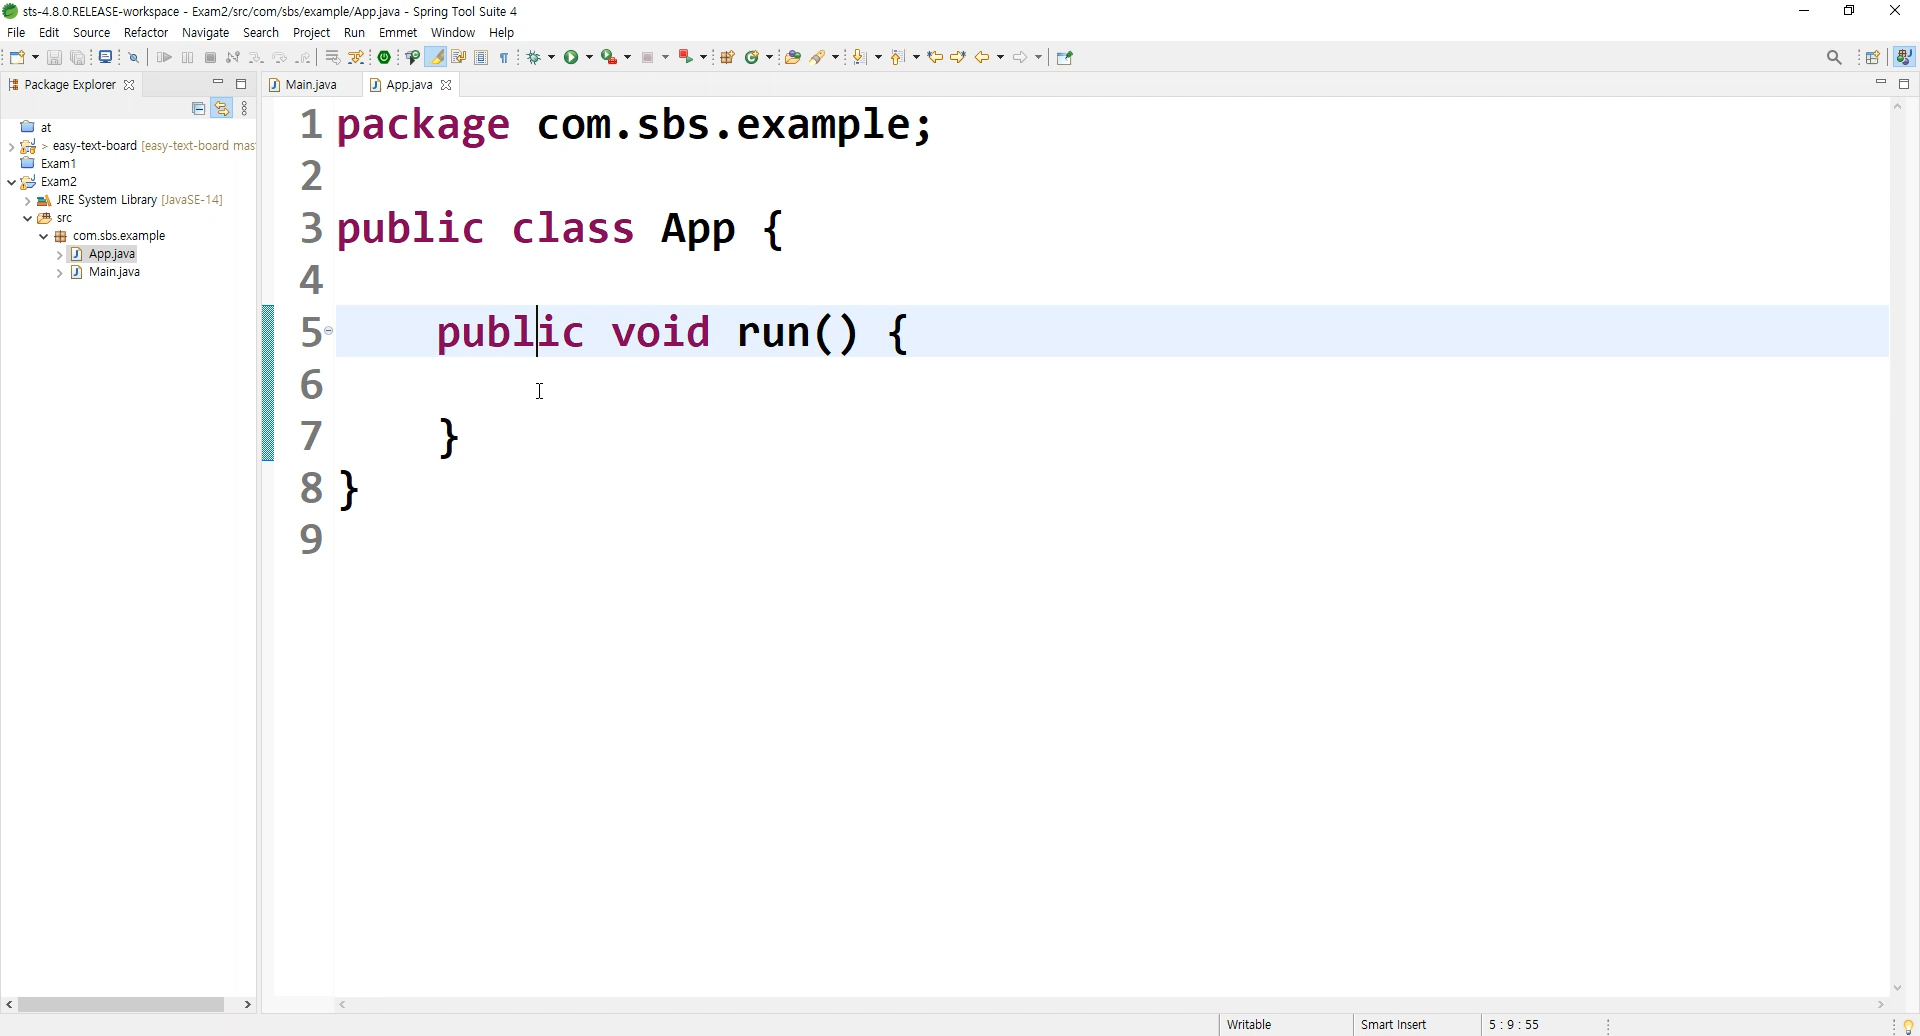 sts-4.8.0.RELEASE-workspace - Exam2/src/com/sbs/example/App.java - Spring Tool Suite 4
File Edit Source Refactor Navigate Search Project Run Emmet Window Help
Package Explorer
Main.java
App.java
at
> easy-text-board [easy-text-board mas
Exam1
Exam2
JRE System Library [JavaSE-14]
src
com.sbs.example
App.java
Main.java
1 package com.sbs.example;
2
3 public class App {
4
5 public void run() {
6
7 }
8 }
9
Writable Smart Insert 5 : 9 : 55